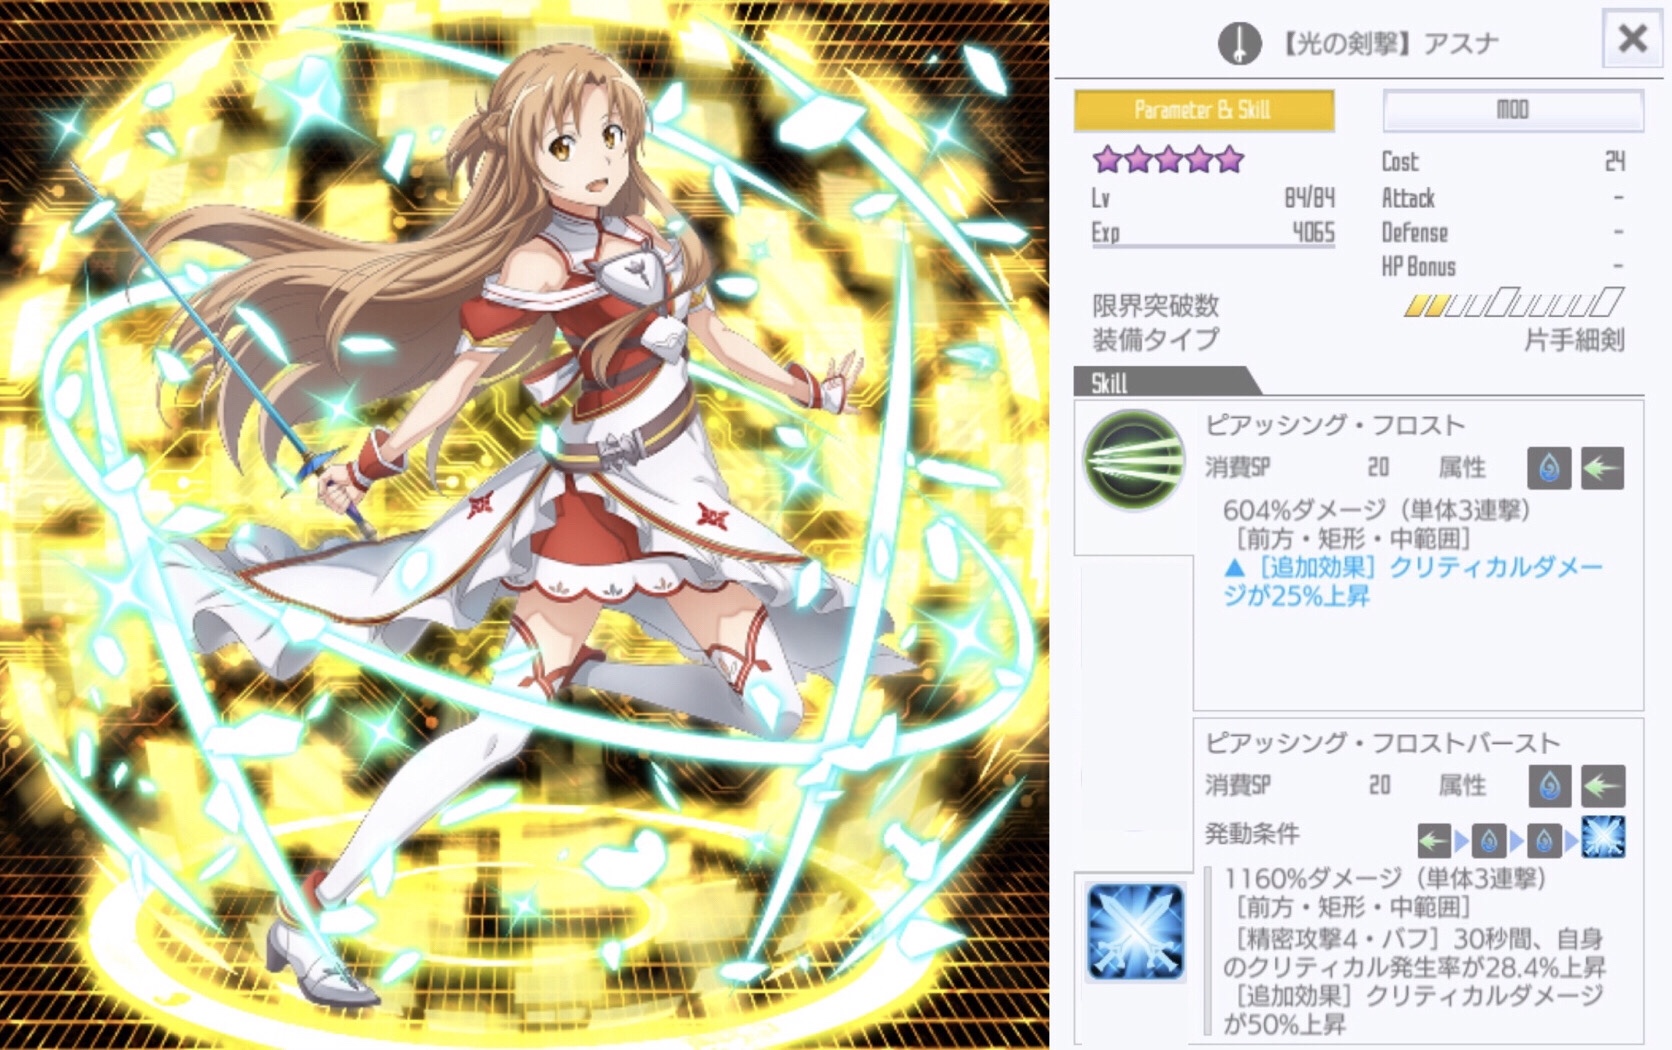 【光の剣撃】アスナ
Parameter & Skill
MOD
Lv 84/84
Exp 4065
Cost 24
Attack -
Defense -
HP Bonus -
限界突破数
装備タイプ 片手細剣
Skill
ピアッシング・フロスト
消費SP 20 属性
604%ダメージ（単体3連撃）
［前方・矩形・中範囲］
▲［追加効果］クリティカルダメー
ジが25%上昇
ピアッシング・フロストバースト
消費SP 20 属性
発動条件
1160%ダメージ（単体3連撃）
［前方・矩形・中範囲］
［精密攻撃4・バフ］30秒間、自身
のクリティカル発生率が28.4%上昇
［追加効果］クリティカルダメージ
が50%上昇